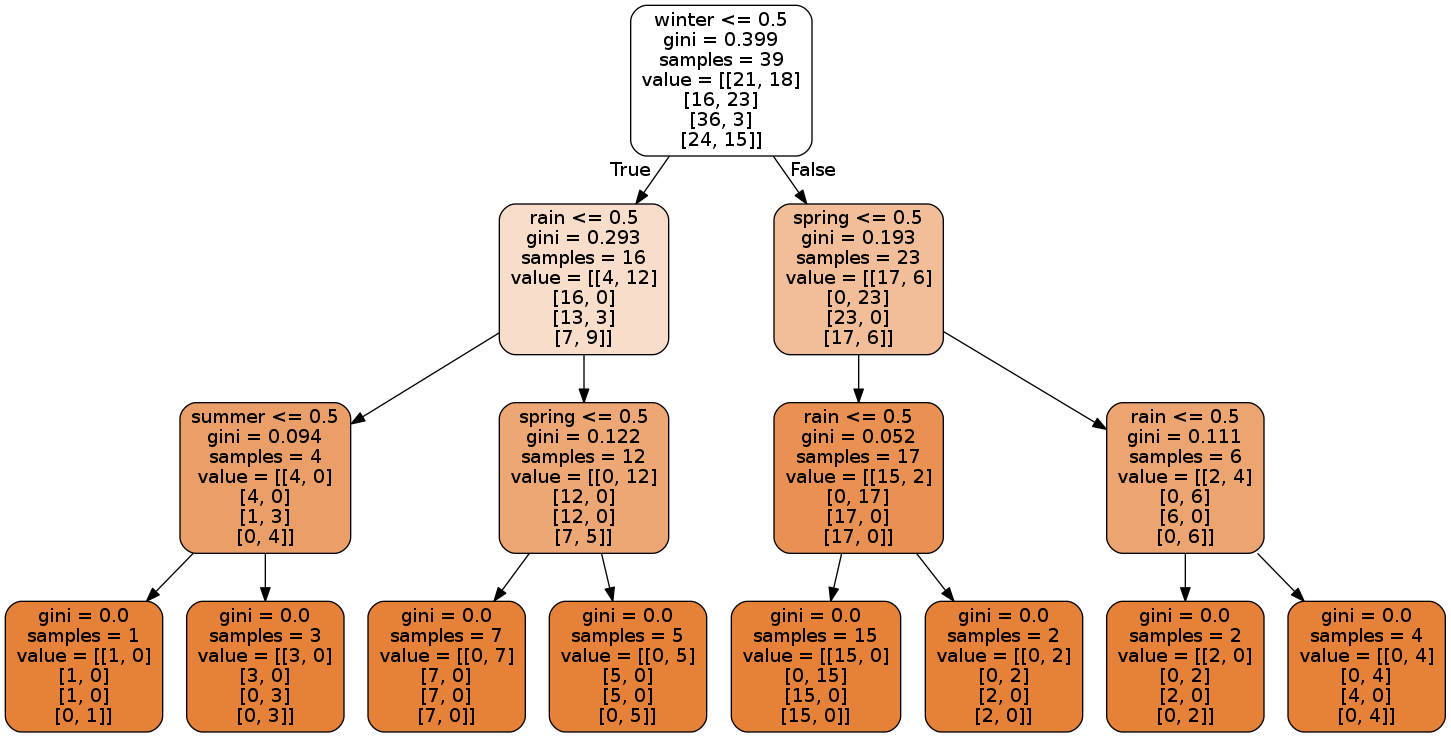 winter <= 0.5
gini = 0.399
samples = 39
value = [[21, 18]
[16, 23]
[36, 3]
[24, 15]]
True
False
rain <= 0.5
gini = 0.293
samples = 16
value = [[4, 12]
[16, 0]
[13, 3]
[7, 9]]
spring <= 0.5
gini = 0.193
samples = 23
value = [[17, 6]
[0, 23]
[23, 0]
[17, 6]]
summer <= 0.5
gini = 0.094
samples = 4
value = [[4, 0]
[4, 0]
[1, 3]
[0, 4]]
spring <= 0.5
gini = 0.122
samples = 12
value = [[0, 12]
[12, 0]
[12, 0]
[7, 5]]
rain <= 0.5
gini = 0.052
samples = 17
value = [[15, 2]
[0, 17]
[17, 0]
[17, 0]]
rain <= 0.5
gini = 0.111
samples = 6
value = [[2, 4]
[0, 6]
[6, 0]
[0, 6]]
gini = 0.0
samples = 1
value = [[1, 0]
[1, 0]
[1, 0]
[0, 1]]
gini = 0.0
samples = 3
value = [[3, 0]
[3, 0]
[0, 3]
[0, 3]]
gini = 0.0
samples = 7
value = [[0, 7]
[7, 0]
[7, 0]
[7, 0]]
gini = 0.0
samples = 5
value = [[0, 5]
[5, 0]
[5, 0]
[0, 5]]
gini = 0.0
samples = 15
value = [[15, 0]
[0, 15]
[15, 0]
[15, 0]]
gini = 0.0
samples = 2
value = [[0, 2]
[0, 2]
[2, 0]
[2, 0]]
gini = 0.0
samples = 2
value = [[2, 0]
[0, 2]
[2, 0]
[0, 2]]
gini = 0.0
samples = 4
value = [[0, 4]
[0, 4]
[4, 0]
[0, 4]]